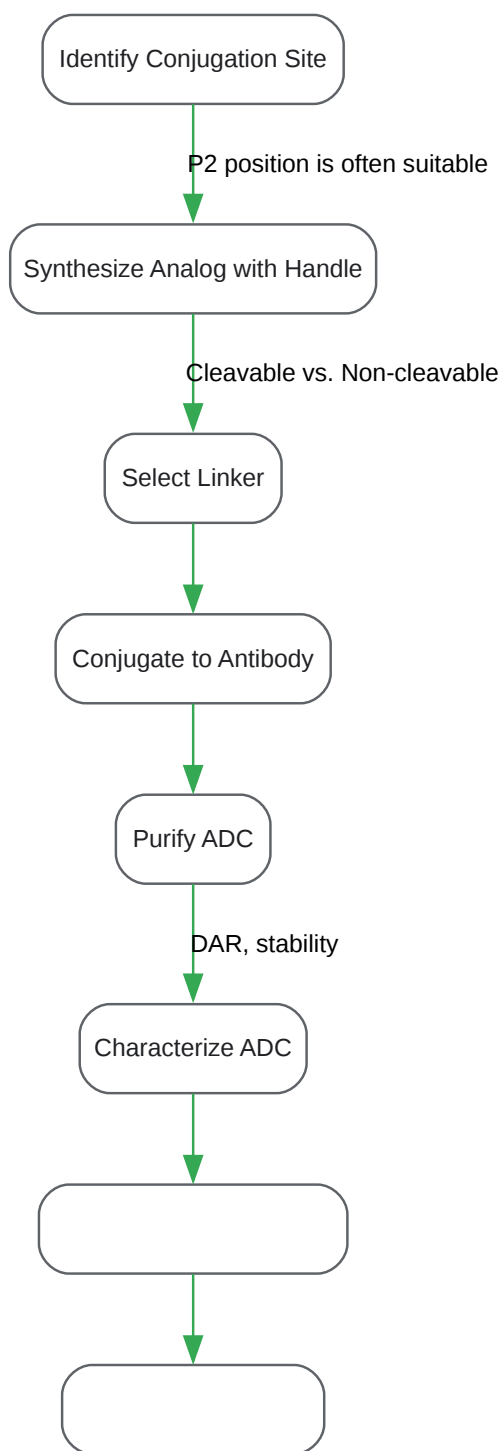 Identify Conjugation Site
P2 position is often suitable
Synthesize Analog with Handle
Cleavable vs. Non-cleavable
Select Linker
Conjugate to Antibody
Purify ADC
DAR, stability
Characterize ADC